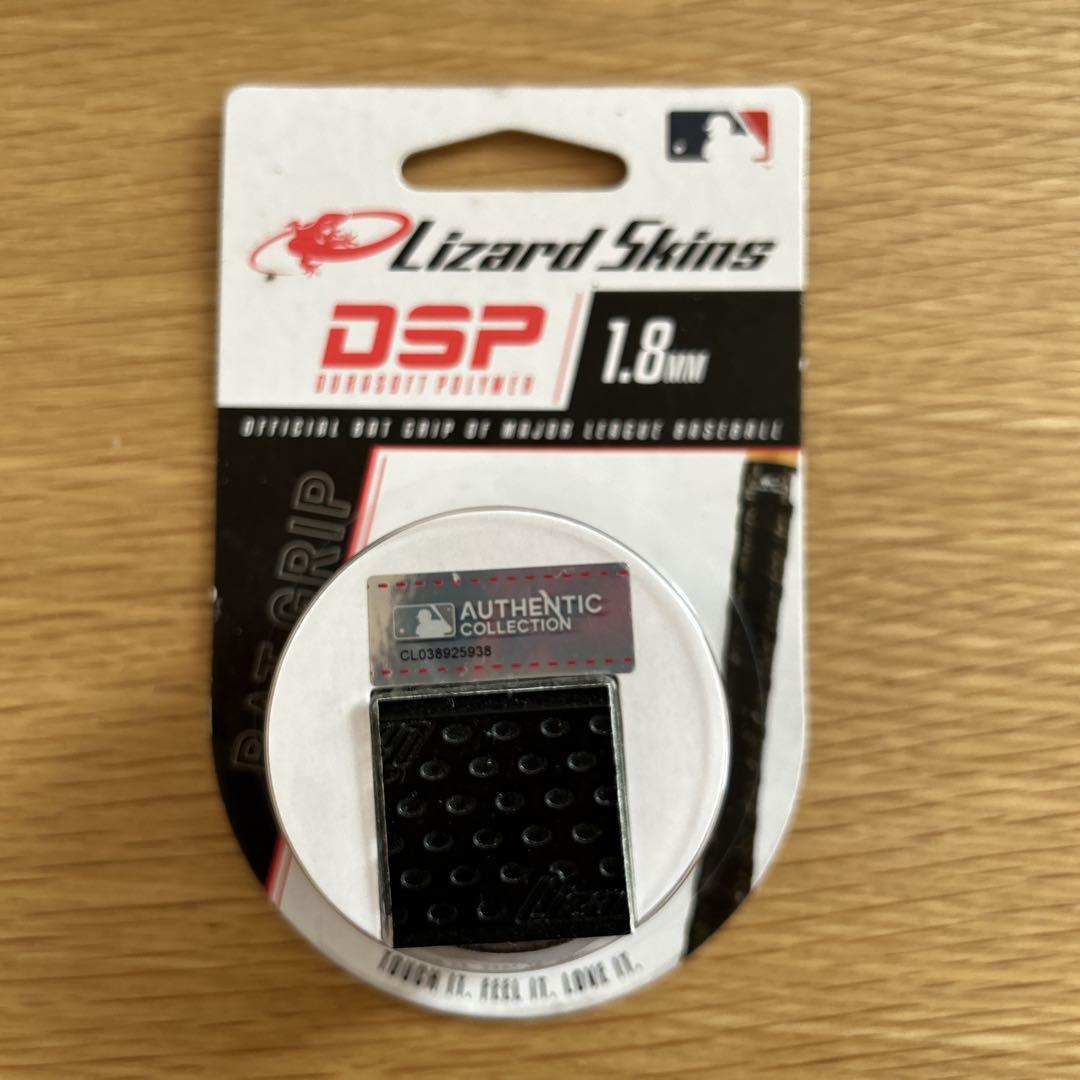 Lizard Skins
DSP
DURASOFT POLYMER
1.8MM
OFFICIAL BAT GRIP OF MAJOR LEAGUE BASEBALL
BAT GRIP
AUTHENTIC
COLLECTION
CL038925938
Lizar
TOUCH IT. FEEL IT. LOVE IT.